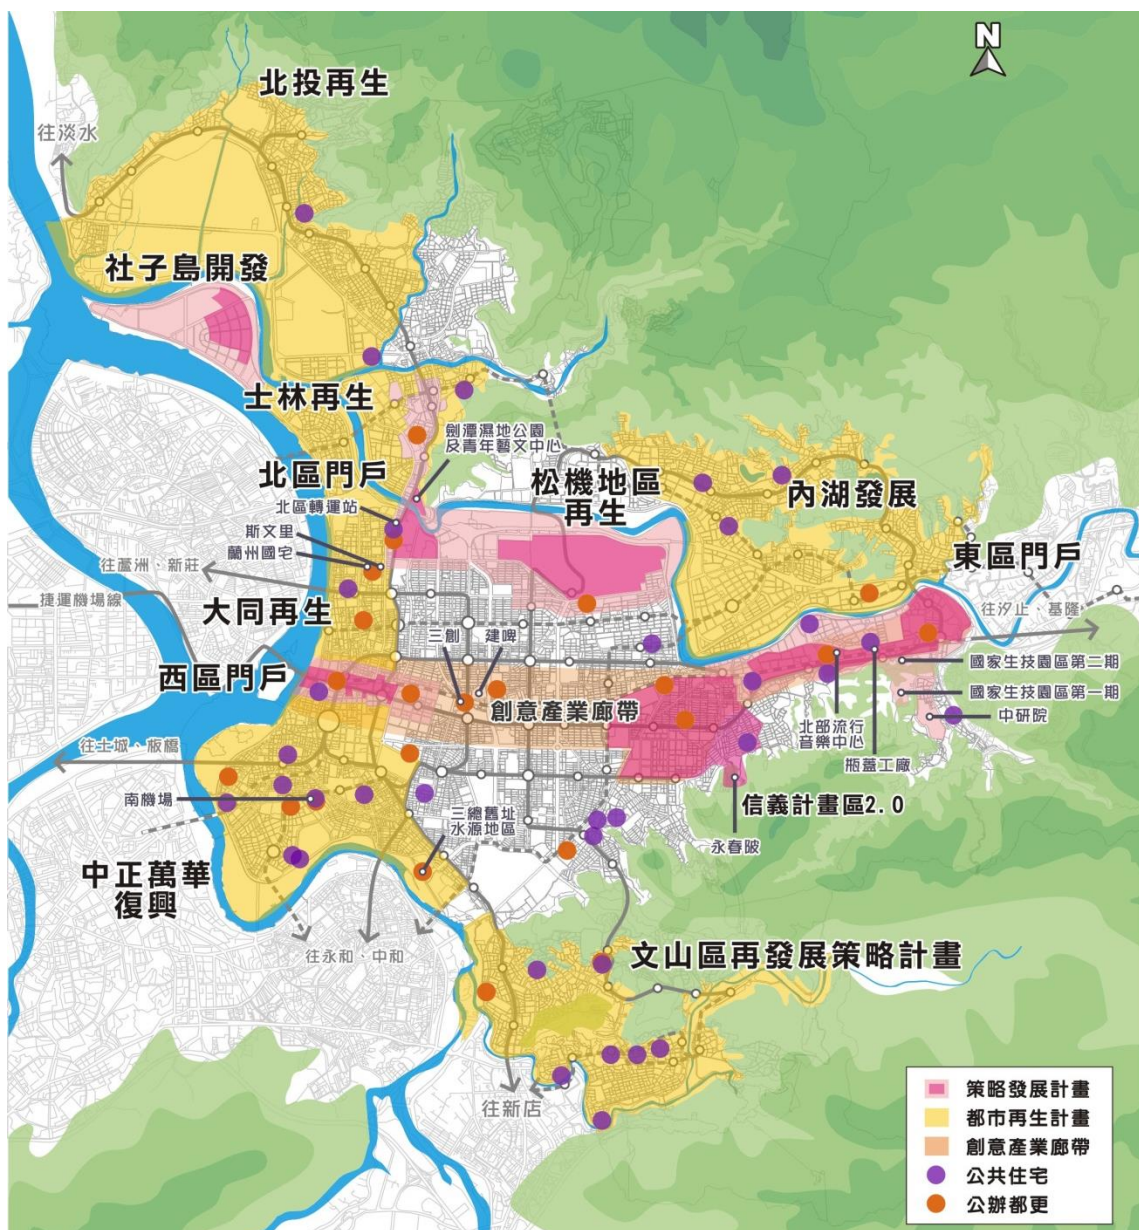 N
北投再生
往淡水
社子島開發
士林再生
劍潭濕地公園
及青年藝文中心
北區門戶
北區轉運站
斯文里
蘭州國宅
松機地區
再生
內湖發展
東區門戶
往蘆洲、新莊
捷運機場線
大同再生
往汐止、基隆
三創
建啤
西區門戶
創意產業廊帶
國家生技園區第二期
國家生技園區第一期
中研院
北部流行
音樂中心
瓶蓋工廠
往土城、板橋
南機場
三總舊址
水源地區
信義計畫區2.0
永春陂
中正萬華
復興
往永和、中和
文山區再發展策略計畫
往新店
策略發展計畫
都市再生計畫
創意產業廊帶
公共住宅
公辦都更